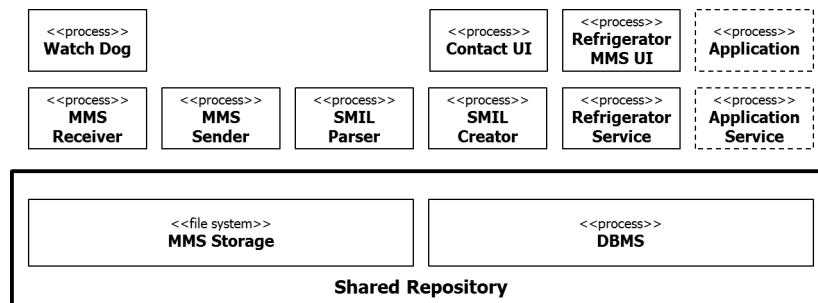 <<process>>
Watch Dog
<<process>>
Contact UI
<<process>>
Refrigerator
MMS UI
<<process>>
Application
<<process>>
MMS
Receiver
<<process>>
MMS
Sender
<<process>>
SMIL
Parser
<<process>>
SMIL
Creator
<<process>>
Refrigerator
Service
<<process>>
Application
Service
<<file system>>
MMS Storage
<<process>>
DBMS
Shared Repository